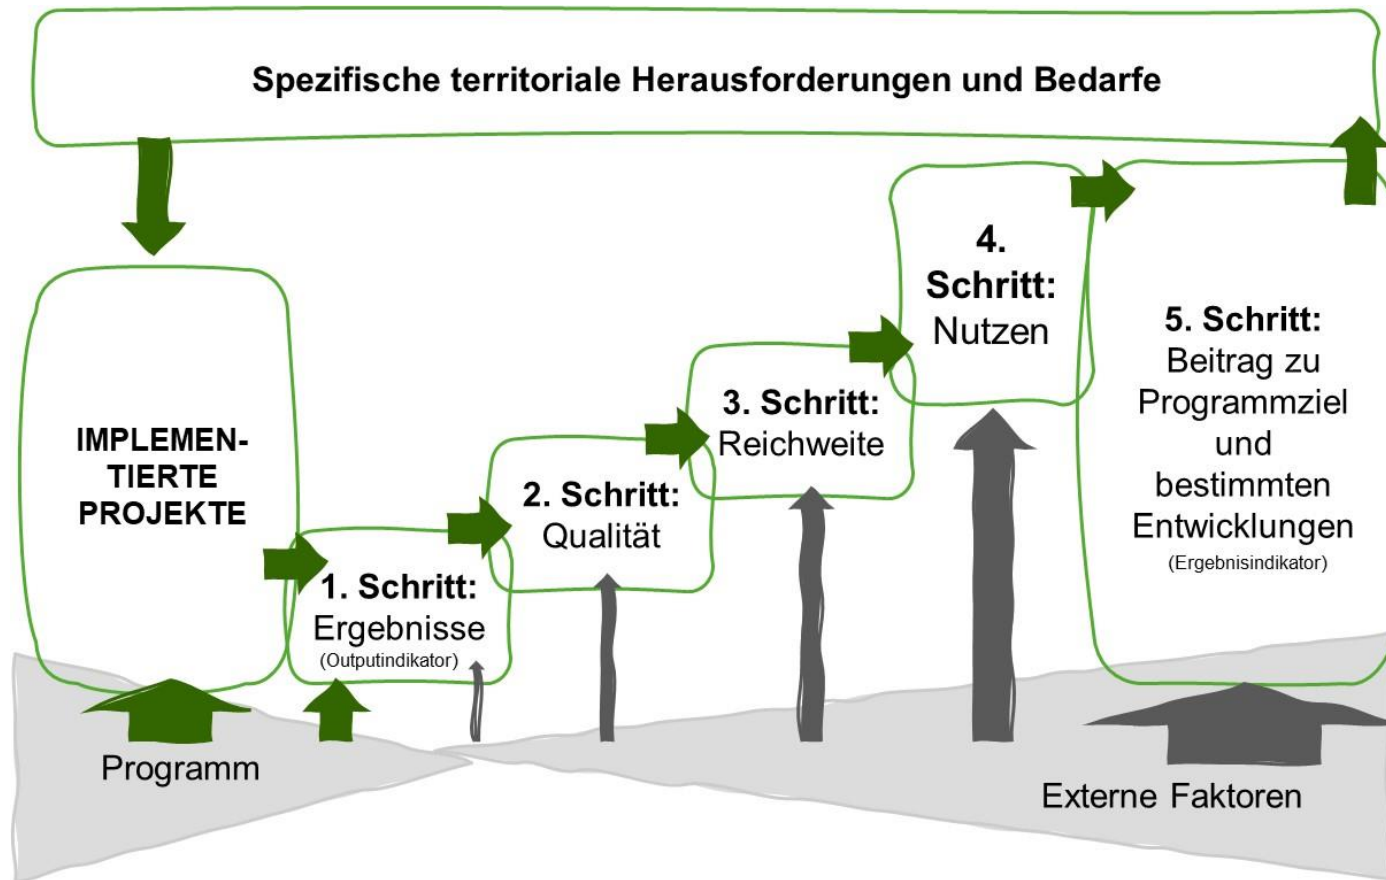 Spezifische territoriale Herausforderungen und Bedarfe
IMPLEMEN-
TIERTE
PROJEKTE
1. Schritt:
Ergebnisse
(Outputindikator)
2. Schritt:
Qualität
3. Schritt:
Reichweite
4.
Schritt:
Nutzen
5. Schritt:
Beitrag zu
Programmziel
und
bestimmten
Entwicklungen
(Ergebnisindikator)
Programm
Externe Faktoren